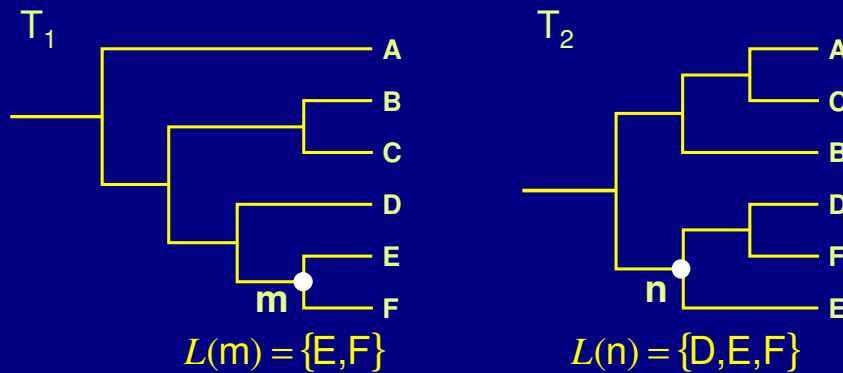 T₁
A
B
C
D
E
F
m
L(m) = {E,F}
T₂
A
C
B
D
F
E
n
L(n) = {D,E,F}